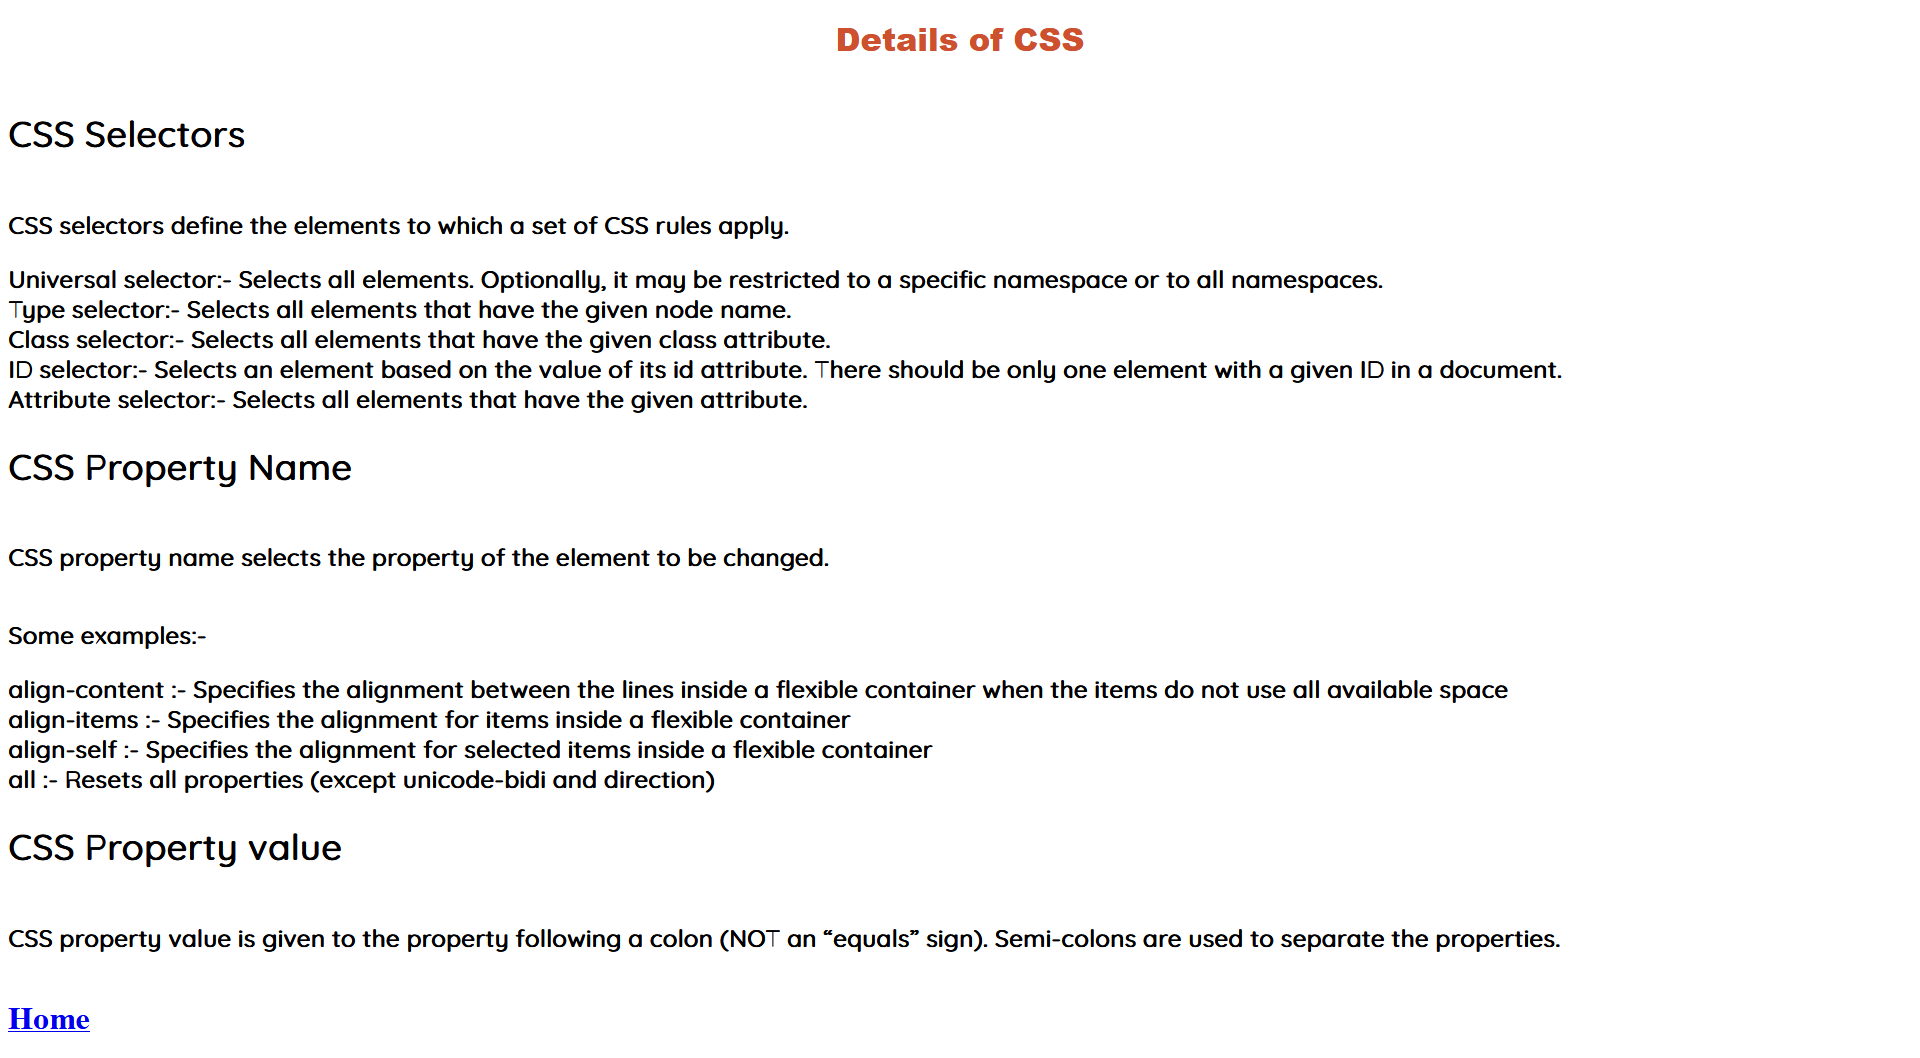 Details of CSS
CSS Selectors
CSS selectors define the elements to which a set of CSS rules apply.
Universal selector:- Selects all elements. Optionally, it may be restricted to a specific namespace or to all namespaces.
Type selector:- Selects all elements that have the given node name.
Class selector:- Selects all elements that have the given class attribute.
ID selector:- Selects an element based on the value of its id attribute. There should be only one element with a given ID in a document.
Attribute selector:- Selects all elements that have the given attribute.
CSS Property Name
CSS property name selects the property of the element to be changed.
Some examples:-
align-content :- Specifies the alignment between the lines inside a flexible container when the items do not use all available space
align-items :- Specifies the alignment for items inside a flexible container
align-self :- Specifies the alignment for selected items inside a flexible container
all :- Resets all properties (except unicode-bidi and direction)
CSS Property value
CSS property value is given to the property following a colon (NOT an “equals” sign). Semi-colons are used to separate the properties.
Home